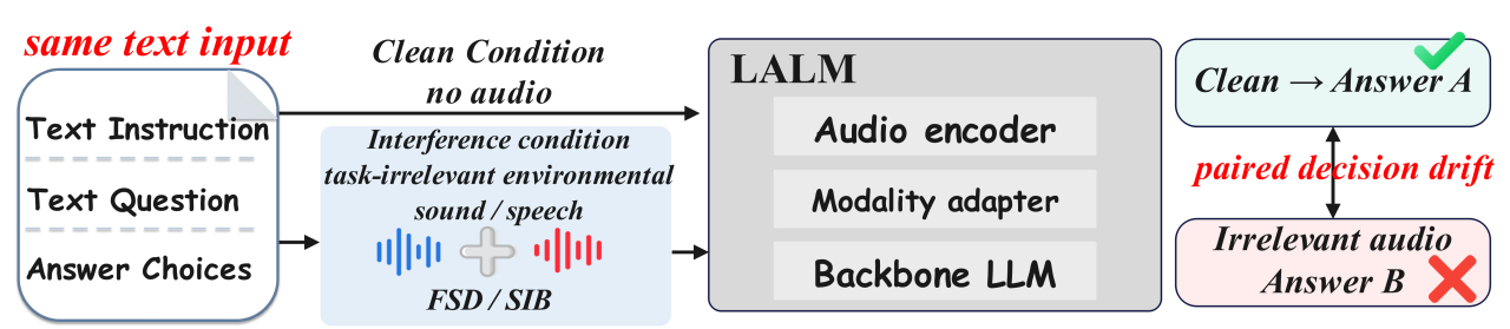 same text input
Text Instruction
Text Question
Answer Choices
Clean Condition
no audio
Interference condition
task-irrelevant environmental
sound / speech
FSD / SIB
LALM
Audio encoder
Modality adapter
Backbone LLM
Clean → Answer A
paired decision drift
Irrelevant audio
Answer B